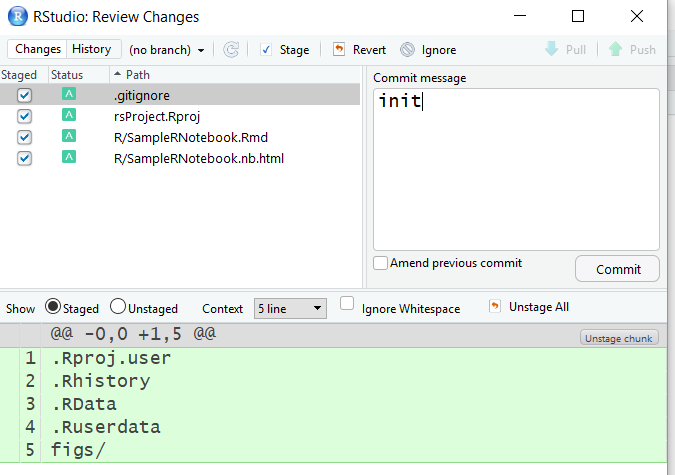 RStudio: Review Changes
Changes History (no branch) Stage Revert Ignore Pull Push
Staged Status Path
A .gitignore
A rsProject.Rproj
A R/SampleRNotebook.Rmd
A R/SampleRNotebook.nb.html
Commit message
init
Amend previous commit
Commit
Show Staged Unstaged Context 5 line Ignore Whitespace Unstage All
@@ -0,0 +1,5 @@ Unstage chunk
1 .Rproj.user
2 .Rhistory
3 .RData
4 .Ruserdata
5 figs/